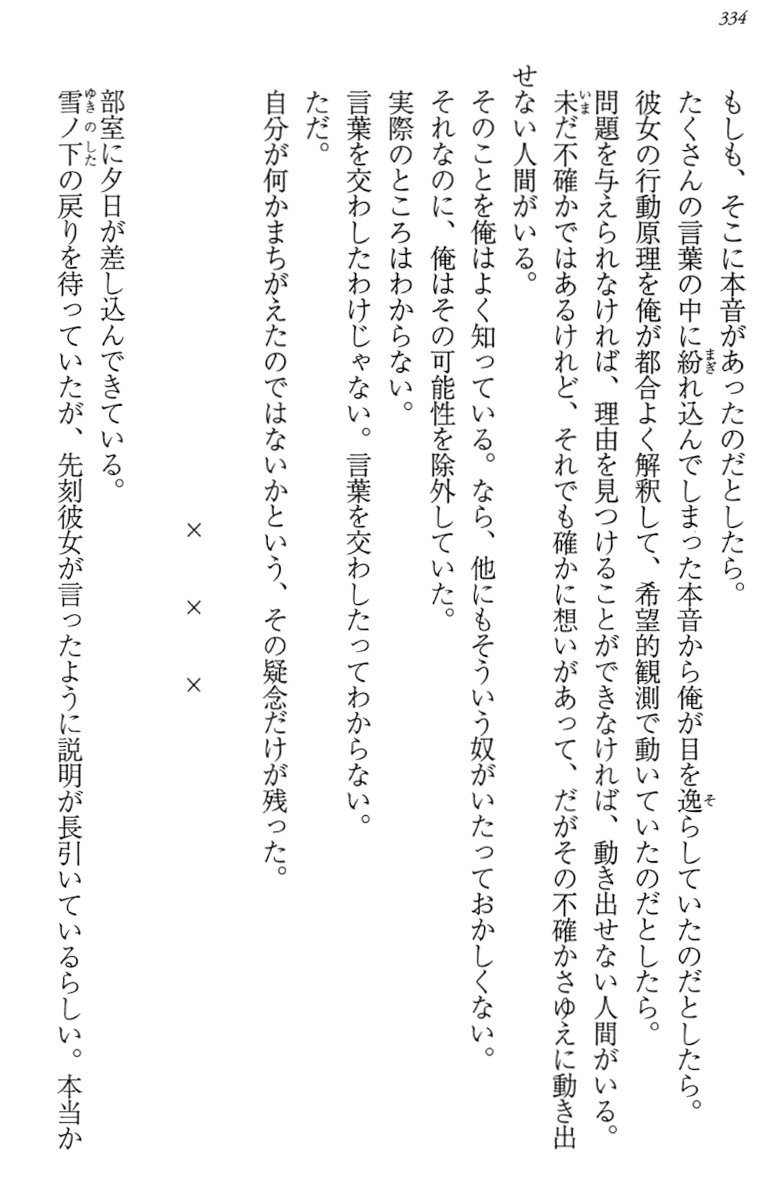 334
もしも、そこに本音があったのだとしたら。
たくさんの言葉の中に紛れ込んでしまった本音から俺が目を逸らしていたのだとしたら。
彼女の行動原理を俺が都合よく解釈して、希望的観測で動いていたのだとしたら。
問題を与えられなければ、理由を見つけることができなければ、動き出せない人間がいる。
未だ不確かではあるけれど、それでも確かに想いがあって、だがその不確かさゆえに動き出
せない人間がいる。
そのことを俺はよく知っている。なら、他にもそういう奴がいたっておかしくない。
それなのに、俺はその可能性を除外していた。
実際のところはわからない。
言葉を交わしたわけじゃない。言葉を交わしたってわからない。
ただ。
自分が何かまちがえたのではないかという、その疑念だけが残った。
× × ×
部室に夕日が差し込んできている。
雪ノ下の戻りを待っていたが、先刻彼女が言ったように説明が長引いているらしい。本当か